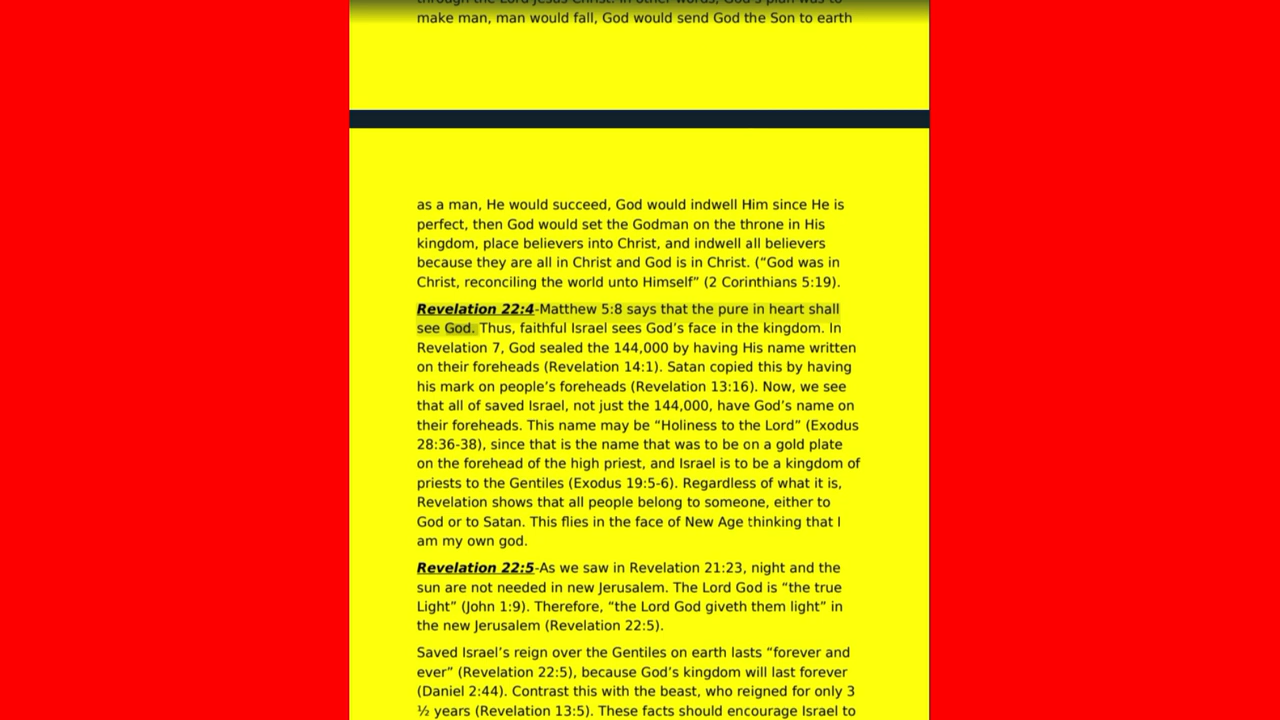 through the Lord Jesus Christ. In other words, God's plan was to
make man, man would fall, God would send God the Son to earth
as a man, He would succeed, God would indwell Him since He is
perfect, then God would set the Godman on the throne in His
kingdom, place believers into Christ, and indwell all believers
because they are all in Christ and God is in Christ. (“God was in
Christ, reconciling the world unto Himself” (2 Corinthians 5:19).
Revelation 22:4-Matthew 5:8 says that the pure in heart shall
see God. Thus, faithful Israel sees God’s face in the kingdom. In
Revelation 7, God sealed the 144,000 by having His name written
on their foreheads (Revelation 14:1). Satan copied this by having
his mark on people’s foreheads (Revelation 13:16). Now, we see
that all of saved Israel, not just the 144,000, have God’s name on
their foreheads. This name may be “Holiness to the Lord” (Exodus
28:36-38), since that is the name that was to be on a gold plate
on the forehead of the high priest, and Israel is to be a kingdom of
priests to the Gentiles (Exodus 19:5-6). Regardless of what it is,
Revelation shows that all people belong to someone, either to
God or to Satan. This flies in the face of New Age thinking that I
am my own god.
Revelation 22:5-As we saw in Revelation 21:23, night and the
sun are not needed in new Jerusalem. The Lord God is “the true
Light” (John 1:9). Therefore, “the Lord God giveth them light” in
the new Jerusalem (Revelation 22:5).
Saved Israel’s reign over the Gentiles on earth lasts “forever and
ever” (Revelation 22:5), because God’s kingdom will last forever
(Daniel 2:44). Contrast this with the beast, who reigned for only 3
½ years (Revelation 13:5). These facts should encourage Israel to